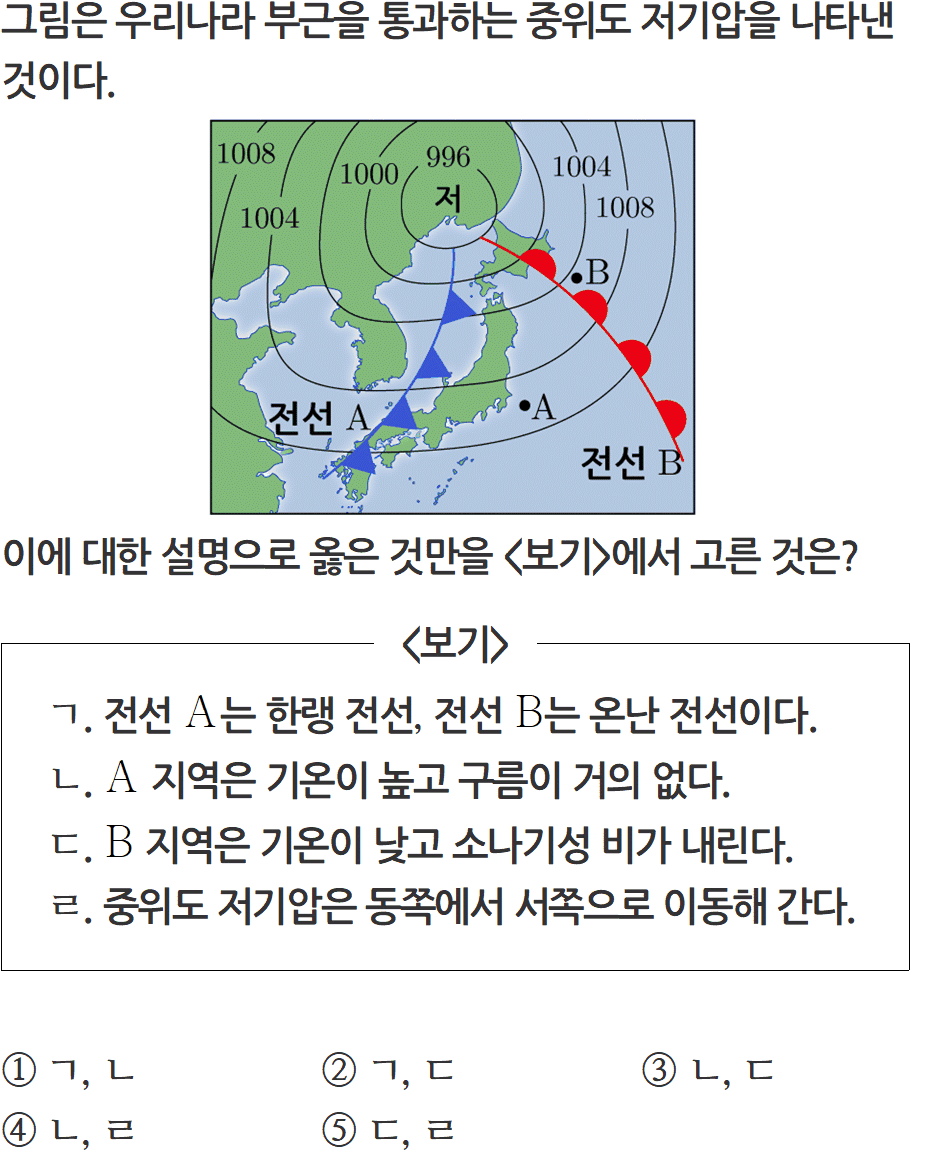 그림은 우리나라 부근을 통과하는 중위도 저기압을 나타낸
것이다.
1008
1000
996
1004
저
1004
1008
B
전선 A
A
전선 B
이에 대한 설명으로 옳은 것만을 <보기>에서 고른 것은?
<보기>
ㄱ. 전선 A는 한랭 전선, 전선 B는 온난 전선이다.
ㄴ. A 지역은 기온이 높고 구름이 거의 없다.
ㄷ. B 지역은 기온이 낮고 소나기성 비가 내린다.
ㄹ. 중위도 저기압은 동쪽에서 서쪽으로 이동해 간다.
① ㄱ, ㄴ ② ㄱ, ㄷ ③ ㄴ, ㄷ
④ ㄴ, ㄹ ⑤ ㄷ, ㄹ